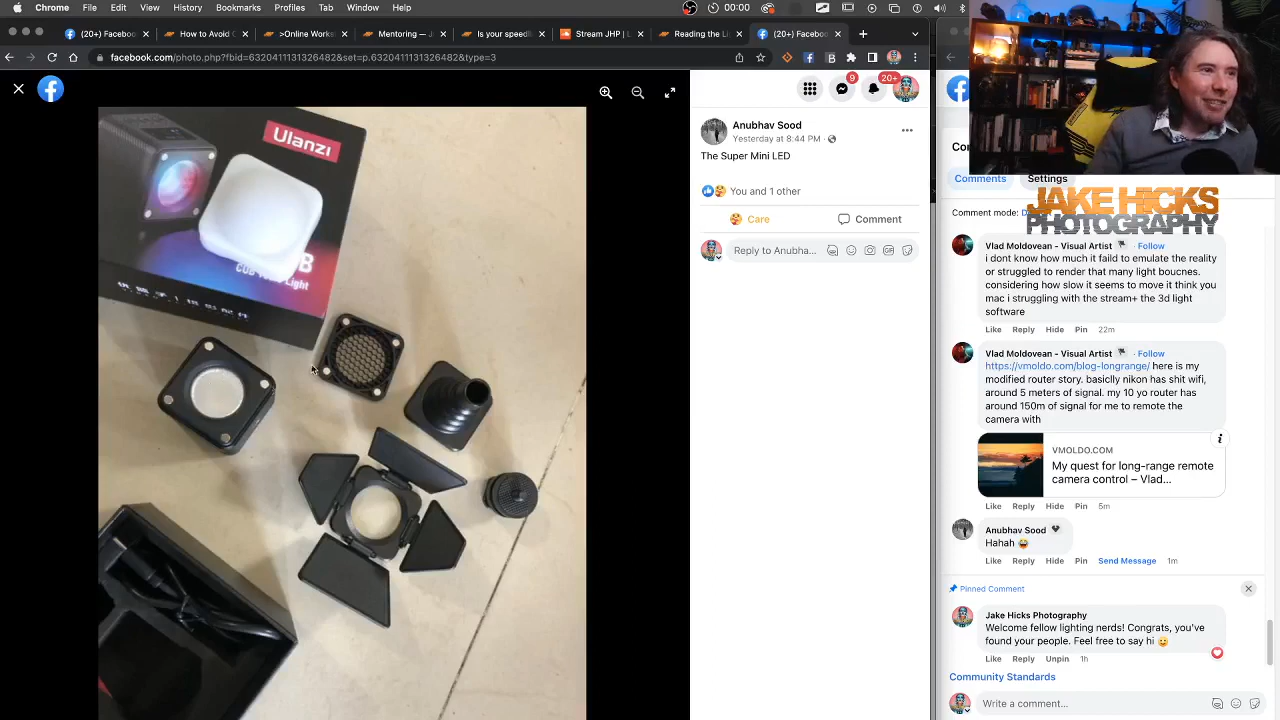 Chrome File Edit View History Bookmarks Profiles Tab Window Help
00:00
(20+) Faceboo
How to Avoid C
Online Works
Mentoring — J
Is your speedl
Stream JHP | L
Reading the Li
(20+) Faceboo
facebook.com/photo.php?fbid=6320411131326482&set=p.6320411131326482&type=3
9
20+
Anubhav Sood
Yesterday at 8:44 PM ·
The Super Mini LED
You and 1 other
Care
Comment
Reply to Anubha...
Ulanzi
Light
Comments
Settings
JAKE HICKS
PHOTOGRAPHY
Comment mode:
Vlad Moldovean - Visual Artist · Follow
i dont know how much it faild to emulate the reality
or struggled to render that many light boucnes.
considering how slow it seems to move it think you
mac i struggling with the stream+ the 3d light
software
Like Reply Hide Pin 22m
Vlad Moldovean - Visual Artist · Follow
https://vmoldo.com/blog-longrange/ here is my
modified router story. basiclly nikon has shit wifi,
around 5 meters of signal. my 10 yo router has
around 150m of signal for me to remote the
camera with
VMOLDO.COM
My quest for long-range remote
camera control – Vlad...
Like Reply Hide Pin 5m
Anubhav Sood
Hahah 😂
Like Reply Hide Pin Send Message 1m
Pinned Comment
Jake Hicks Photography
Welcome fellow lighting nerds! Congrats, you've
found your people. Feel free to say hi 😀
Like Reply Unpin 1h
Community Standards
Write a comment...